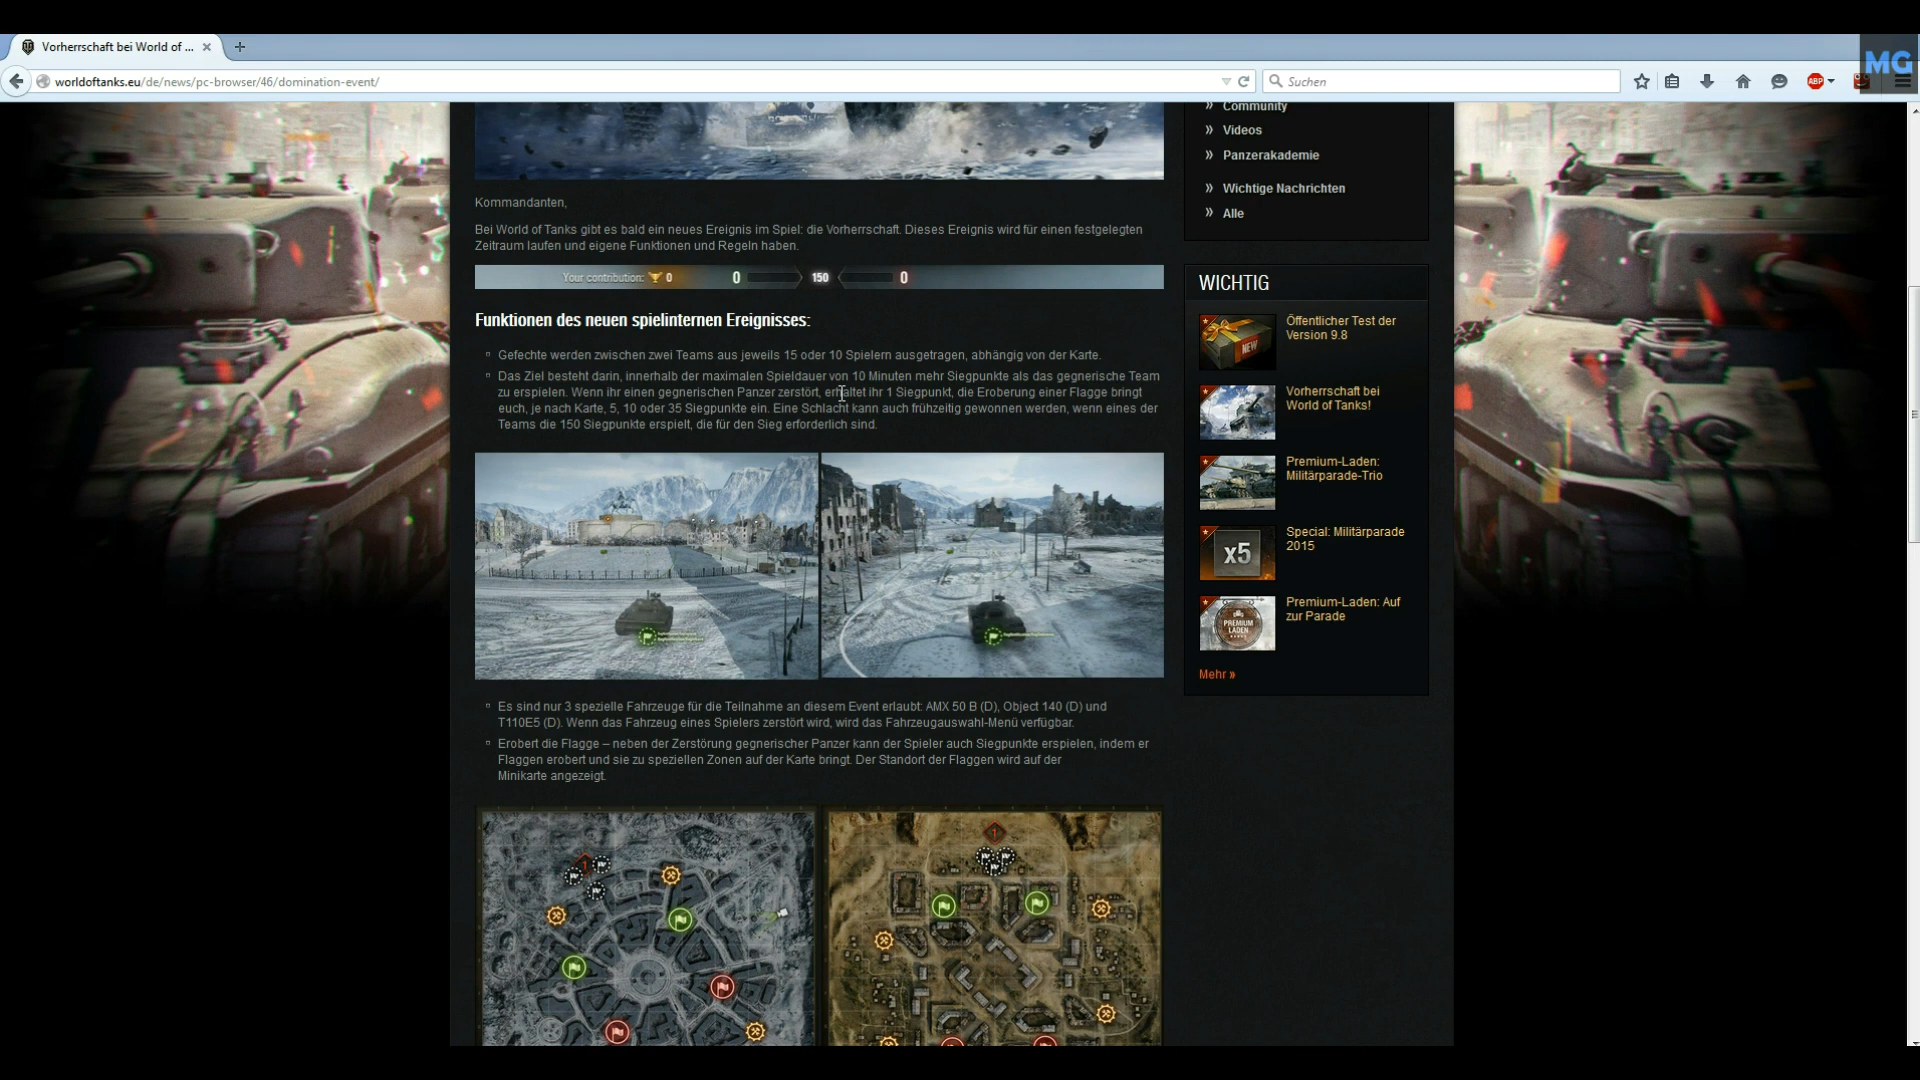 Vorherrschaft bei World of ...
MG
worldoftanks.eu/de/news/pc-browser/46/domination-event/
Suchen
ABP
Community
Videos
Panzerakademie
Wichtige Nachrichten
Alle
Kommandanten,
Bei World of Tanks gibt es bald ein neues Ereignis im Spiel: die Vorherrschaft. Dieses Ereignis wird für einen festgelegten
Zeitraum laufen und eigene Funktionen und Regeln haben.
Your contribution: 0 0 150 0
Funktionen des neuen spielinternen Ereignisses:
Gefechte werden zwischen zwei Teams aus jeweils 15 oder 10 Spielern ausgetragen, abhängig von der Karte.
Das Ziel besteht darin, innerhalb der maximalen Spieldauer von 10 Minuten mehr Siegpunkte als das gegnerische Team
zu erspielen. Wenn ihr einen gegnerischen Panzer zerstört, erhaltet ihr 1 Siegpunkt, die Eroberung einer Flagge bringt
euch, je nach Karte, 5, 10 oder 35 Siegpunkte ein. Eine Schlacht kann auch frühzeitig gewonnen werden, wenn eines der
Teams die 150 Siegpunkte erspielt, die für den Sieg erforderlich sind.
Es sind nur 3 spezielle Fahrzeuge für die Teilnahme an diesem Event erlaubt: AMX 50 B (D), Object 140 (D) und
T110E5 (D). Wenn das Fahrzeug eines Spielers zerstört wird, wird das Fahrzeugauswahl-Menü verfügbar.
Erobert die Flagge – neben der Zerstörung gegnerischer Panzer kann der Spieler auch Siegpunkte erspielen, indem er
Flaggen erobert und sie zu speziellen Zonen auf der Karte bringt. Der Standort der Flaggen wird auf der
Minikarte angezeigt.
1
1
WICHTIG
NEW
Öffentlicher Test der
Version 9.8
Vorherrschaft bei
World of Tanks!
Premium-Laden:
Militärparade-Trio
x5
Special: Militärparade
2015
PREMIUM
LADEN
Premium-Laden: Auf
zur Parade
Mehr »